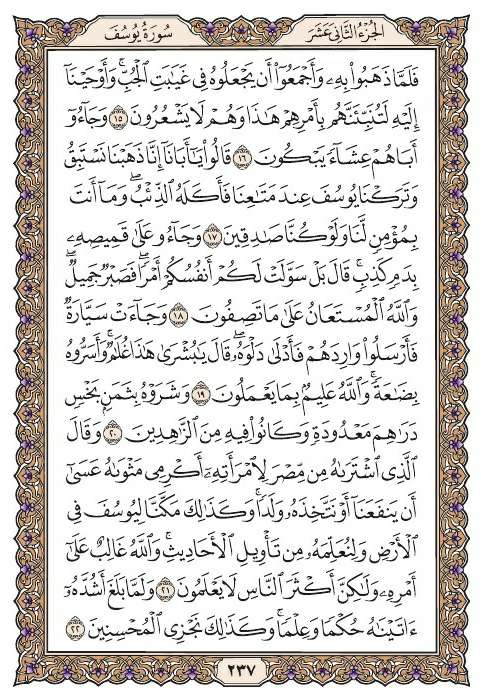 الجزء الثاني عشر
سورة يوسف
فَلَمَّا ذَهَبُوا۟ بِهِۦ وَأَجْمَعُوٓا۟ أَن يَجْعَلُوهُ فِى غَيَـٰبَتِ ٱلْجُبِّ ۚ وَأَوْحَيْنَآ
إِلَيْهِ لَتُنَبِّئَنَّهُم بِأَمْرِهِمْ هَـٰذَا وَهُمْ لَا يَشْعُرُونَ ١٥ وَجَآءُوٓ
أَبَاهُمْ عِشَآءً يَبْكُونَ ١٦ قَالُوا۟ يَـٰٓأَبَانَآ إِنَّا ذَهَبْنَا نَسْتَبِقُ
وَتَرَكْنَا يُوسُفَ عِندَ مَتَـٰعِنَا فَأَكَلَهُ ٱلذِّئْبُ ۖ وَمَآ أَنتَ
بِمُؤْمِنٍ لَّنَا وَلَوْ كُنَّا صَـٰدِقِينَ ١٧ وَجَآءُو عَلَىٰ قَمِيصِهِۦ
بِدَمٍ كَذِبٍ ۚ قَالَ بَلْ سَوَّلَتْ لَكُمْ أَنفُسُكُمْ أَمْرًا ۖ فَصَبْرٌ جَمِيلٌ ۖ
وَٱللَّهُ ٱلْمُسْتَعَانُ عَلَىٰ مَا تَصِفُونَ ١٨ وَجَآءَتْ سَيَّارَةٌ
فَأَرْسَلُوا۟ وَارِدَهُمْ فَأَدْلَىٰ دَلْوَهُۥ ۖ قَالَ يَـٰبُشْرَىٰ هَـٰذَا غُلَـٰمٌ ۚ وَأَسَرُّوهُ
بِضَـٰعَةً ۚ وَٱللَّهُ عَلِيمٌۢ بِمَا يَعْمَلُونَ ١٩ وَشَرَوْهُ بِثَمَنٍۭ بَخْسٍ
دَرَٰهِمَ مَعْدُودَةٍ وَكَانُوا۟ فِيهِ مِنَ ٱلزَّٰهِدِينَ ٢٠ وَقَالَ
ٱلَّذِى ٱشْتَرَىٰهُ مِن مِّصْرَ لِٱمْرَأَتِهِۦٓ أَكْرِمِى مَثْوَىٰهُ عَسَىٰٓ
أَن يَنفَعَنَآ أَوْ نَتَّخِذَهُۥ وَلَدًا ۚ وَكَذَٰلِكَ مَكَّنَّا لِيُوسُفَ فِى
ٱلْأَرْضِ وَلِنُعَلِّمَهُۥ مِن تَأْوِيلِ ٱلْأَحَادِيثِ ۚ وَٱللَّهُ غَالِبٌ عَلَىٰٓ
أَمْرِهِۦ وَلَـٰكِنَّ أَكْثَرَ ٱلنَّاسِ لَا يَعْلَمُونَ ٢١ وَلَمَّا بَلَغَ أَشُدَّهُۥٓ
ءَاتَيْنَـٰهُ حُكْمًا وَعِلْمًا ۚ وَكَذَٰلِكَ نَجْزِى ٱلْمُحْسِنِينَ ٢٢
٢٣٧